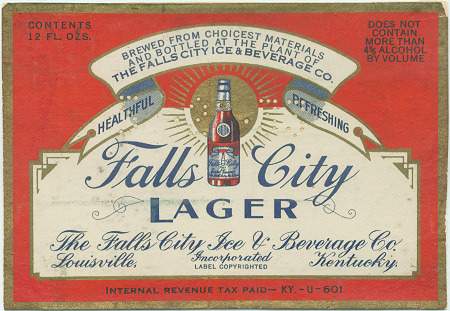 CONTENTS
12 FL. OZS.
DOES NOT
CONTAIN
MORE THAN
4% ALCOHOL
BY VOLUME
BREWED FROM CHOICEST MATERIALS
AND BOTTLED AT THE PLANT OF
THE FALLS CITY ICE & BEVERAGE CO.
HEALTHFUL
REFRESHING
Falls City
LAGER
The Falls City Ice & Beverage Co.
Incorporated
Louisville, Kentucky.
LABEL COPYRIGHTED
INTERNAL REVENUE TAX PAID— KY.-U-601